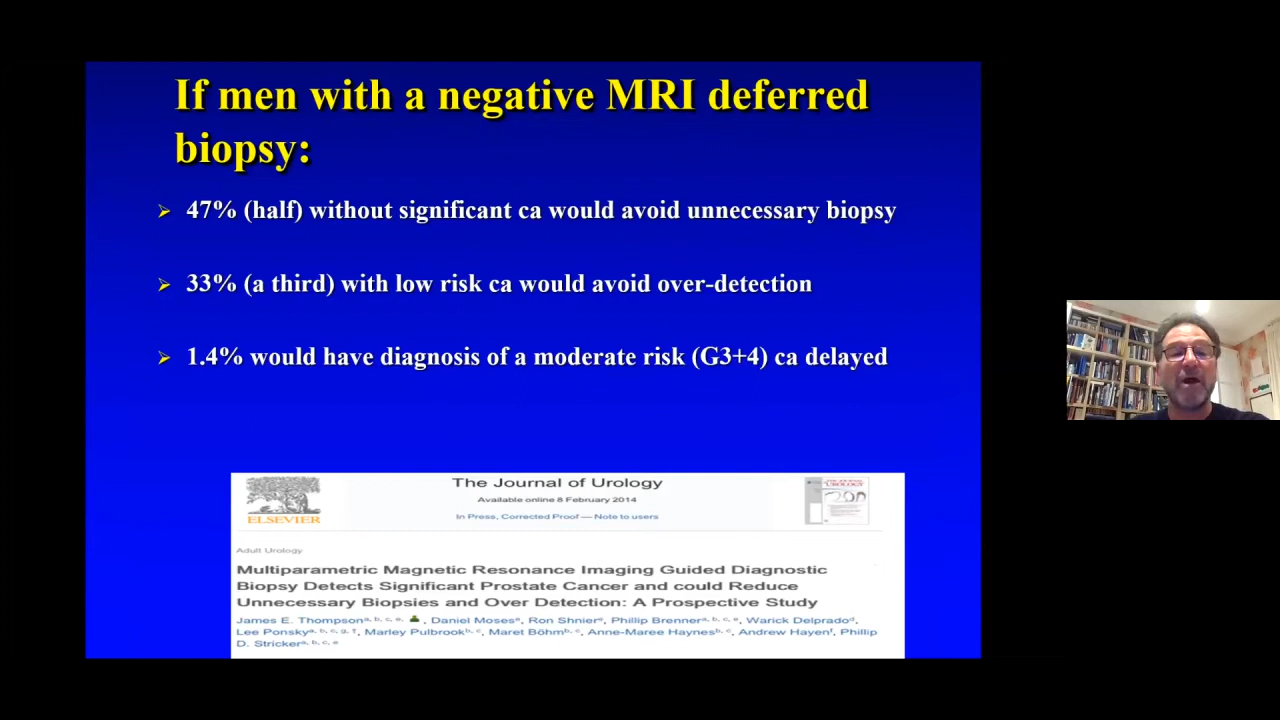 If men with a negative MRI deferred
biopsy:
➢ 47% (half) without significant ca would avoid unnecessary biopsy
➢ 33% (a third) with low risk ca would avoid over-detection
➢ 1.4% would have diagnosis of a moderate risk (G3+4) ca delayed
ELSEVIER
The Journal of Urology
Available online 8 February 2014
In Press, Corrected Proof — Note to users
Adult Urology
Multiparametric Magnetic Resonance Imaging Guided Diagnostic
Biopsy Detects Significant Prostate Cancer and could Reduce
Unnecessary Biopsies and Over Detection: A Prospective Study
James E. Thompson a, b, c, e, , Daniel Moses a, Ron Shnier c, Phillip Brenner a, b, c, e, Warick Delprado d,
Lee Ponsky a, b, c, g, f, Marley Pulbrook b, c, Maret Böhm b, c, Anne-Maree Haynes b, c, Andrew Hayen f, Phillip
D. Stricker a, b, c, e